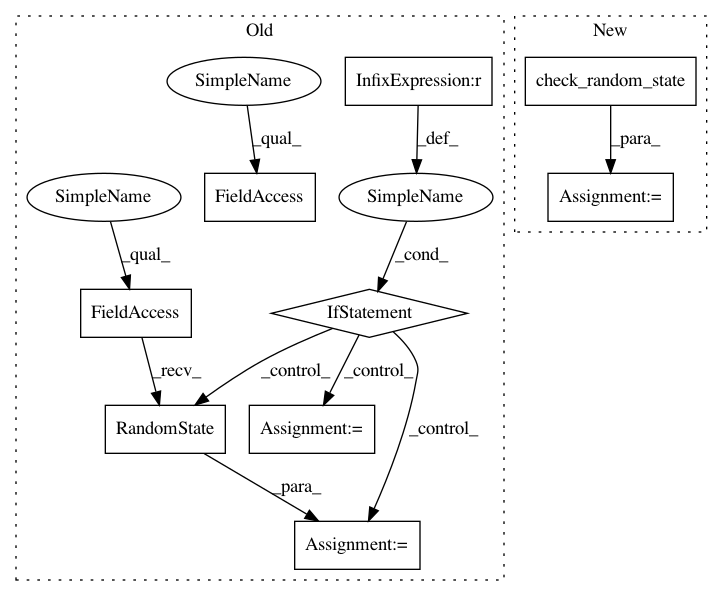 Old
New
SimpleName
InfixExpression:r
check_random_state
_qual_
_def_
_para_
SimpleName
FieldAccess
SimpleName
Assignment:=
_qual_
_cond_
FieldAccess
IfStatement
_recv_
_control_
_control_
_control_
RandomState
Assignment:=
_para_
Assignment:=